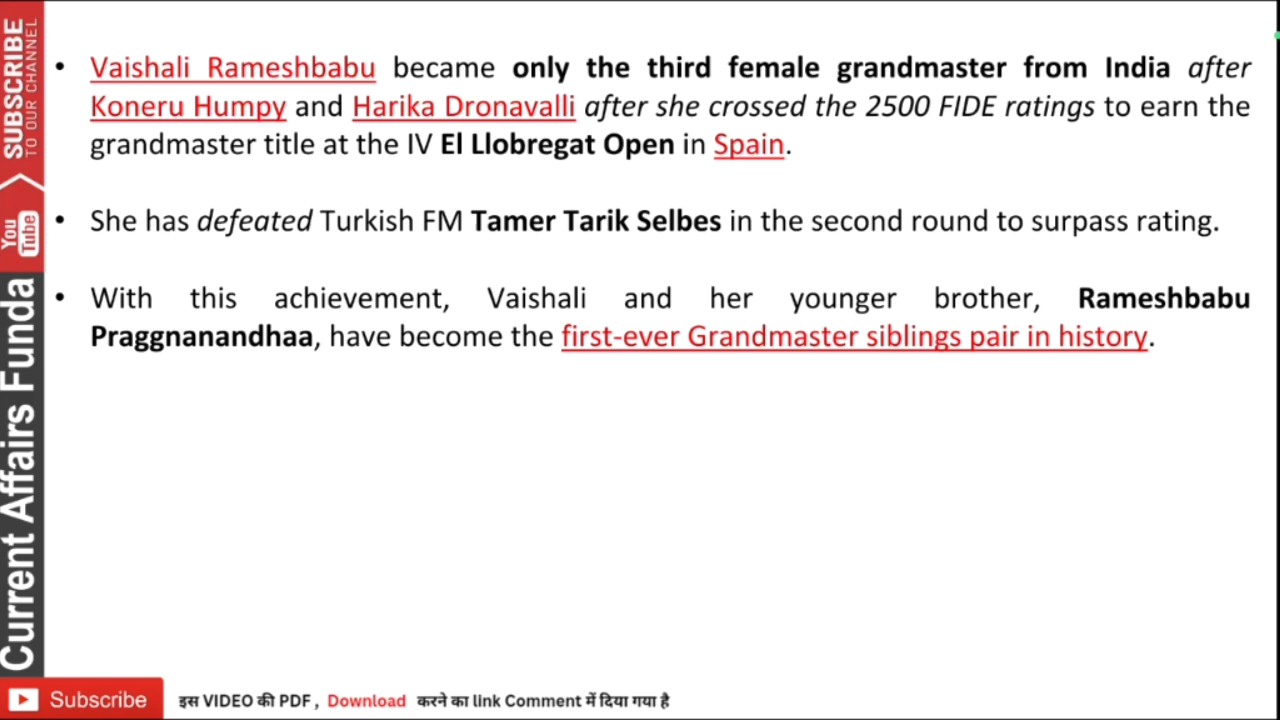 SUBSCRIBE
TO OUR CHANNEL
You
Tube
Current Affairs Funda
• Vaishali Rameshbabu became only the third female grandmaster from India after
Koneru Humpy and Harika Dronavalli after she crossed the 2500 FIDE ratings to earn the
grandmaster title at the IV El Llobregat Open in Spain.
• She has defeated Turkish FM Tamer Tarik Selbes in the second round to surpass rating.
• With this achievement, Vaishali and her younger brother, Rameshbabu
Praggnanandhaa, have become the first-ever Grandmaster siblings pair in history.
Subscribe
इस VIDEO की PDF , Download करने का link Comment में दिया गया है